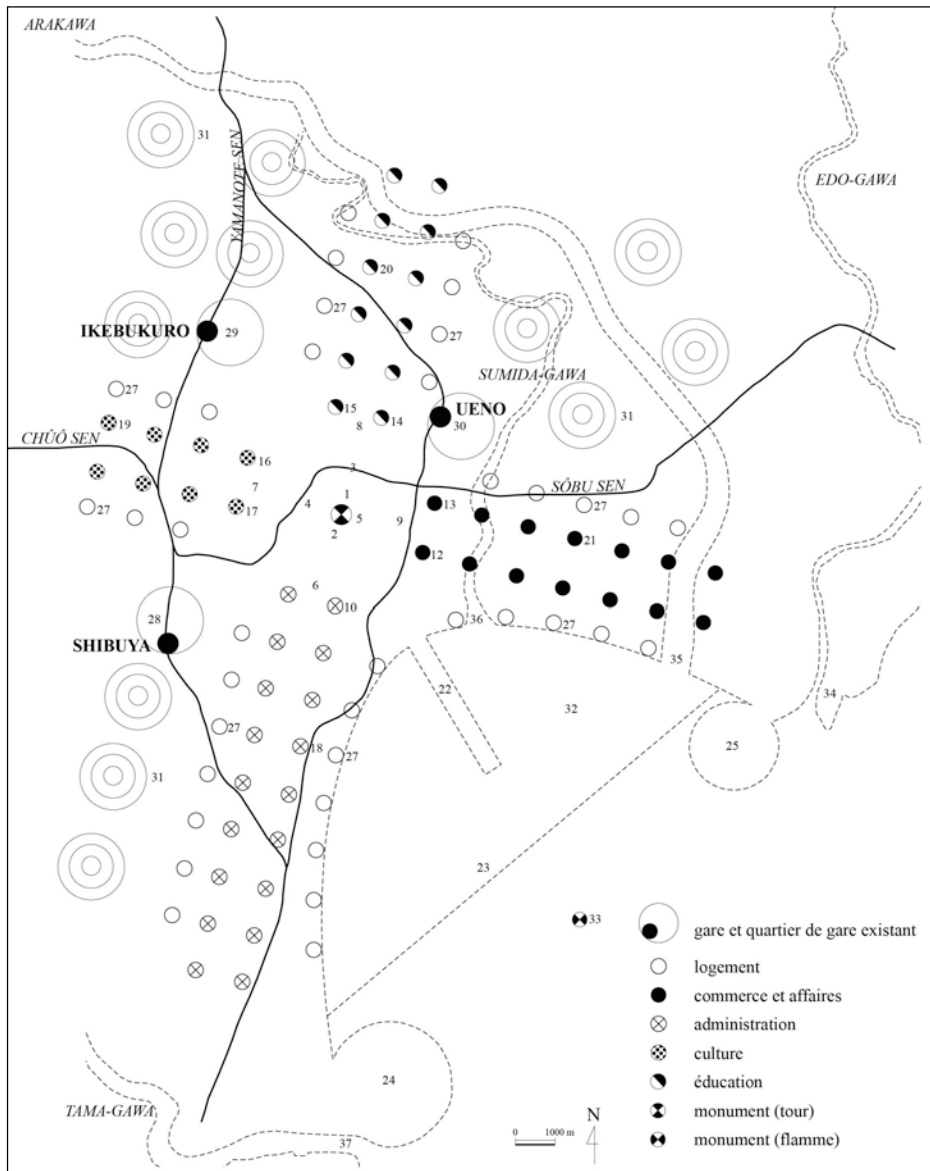 ARAKAWA
31
YAMANOTE-SEN
EDO-GAWA
20
27
27
IKEBUKURO
29
SUMIDA-GAWA
31
27
19
15
14
8
UENO
30
CHÛÔ SEN
16
7
17
27
3
SÔBU SEN
4
1
5
2
9
13
27
21
12
6
10
28
SHIBUYA
36
27
35
22
32
34
27
18
27
25
31
23
33
24
37
TAMA-GAWA
gare et quartier de gare existant
logement
commerce et affaires
administration
culture
éducation
monument (tour)
monument (flamme)
N
0 1000 m